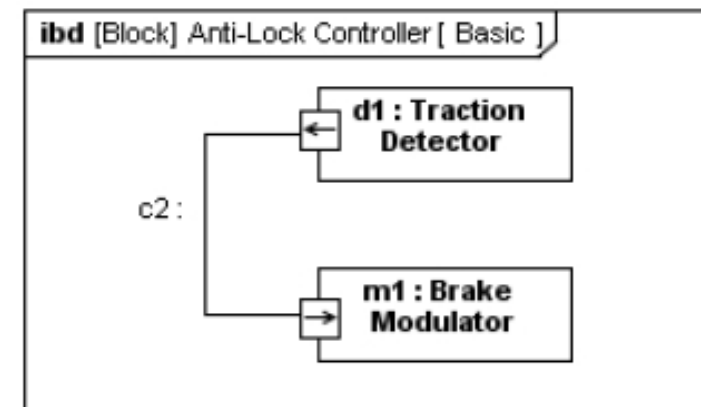 ibd [Block] Anti-Lock Controller [ Basic ]
d1 : Traction
Detector
c2 :
m1 : Brake
Modulator